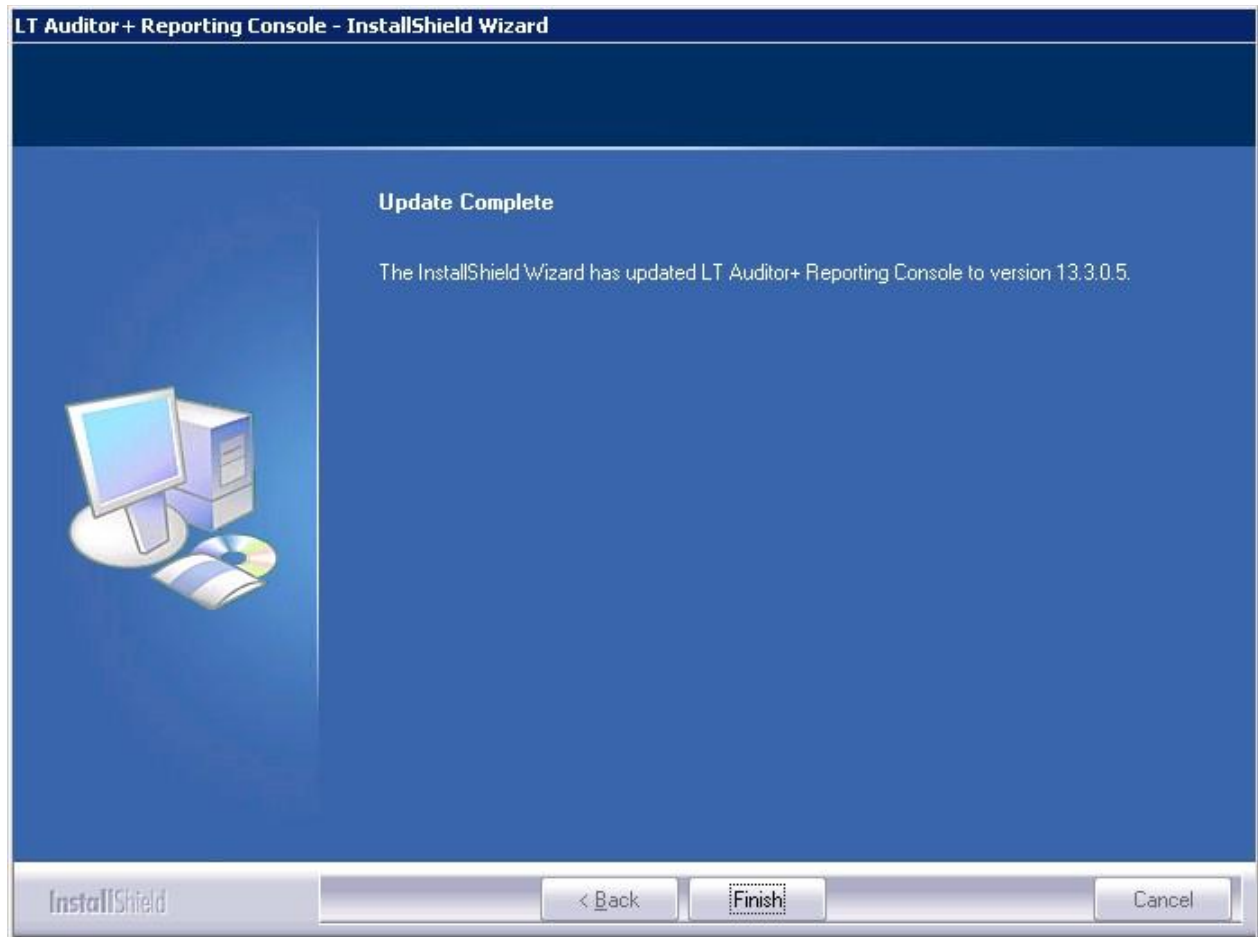 LT Auditor+ Reporting Console - InstallShield Wizard
Update Complete
The InstallShield Wizard has updated LT Auditor+ Reporting Console to version 13.3.0.5.
InstallShield
< Back
Finish
Cancel